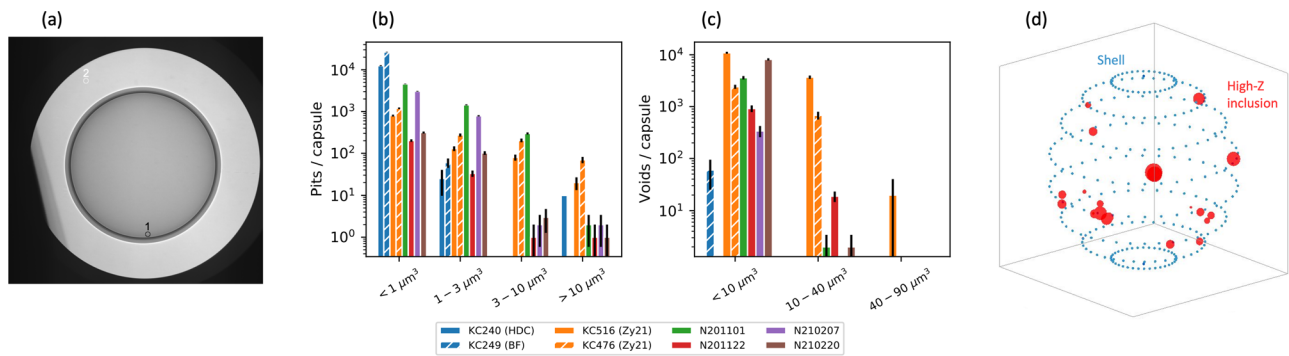 (a)
2
1
(b)
Pits / capsule
10⁴
10³
10²
10¹
10⁰
< 1 μm³
1 − 3 μm³
3 − 10 μm³
> 10 μm³
(c)
Voids / capsule
10⁴
10³
10²
10¹
< 10 μm³
10 − 40 μm³
40 − 90 μm³
KC240 (HDC)
KC249 (BF)
KC516 (Zy21)
KC476 (Zy21)
N201101
N201122
N210207
N210220
(d)
Shell
High-Z
inclusion